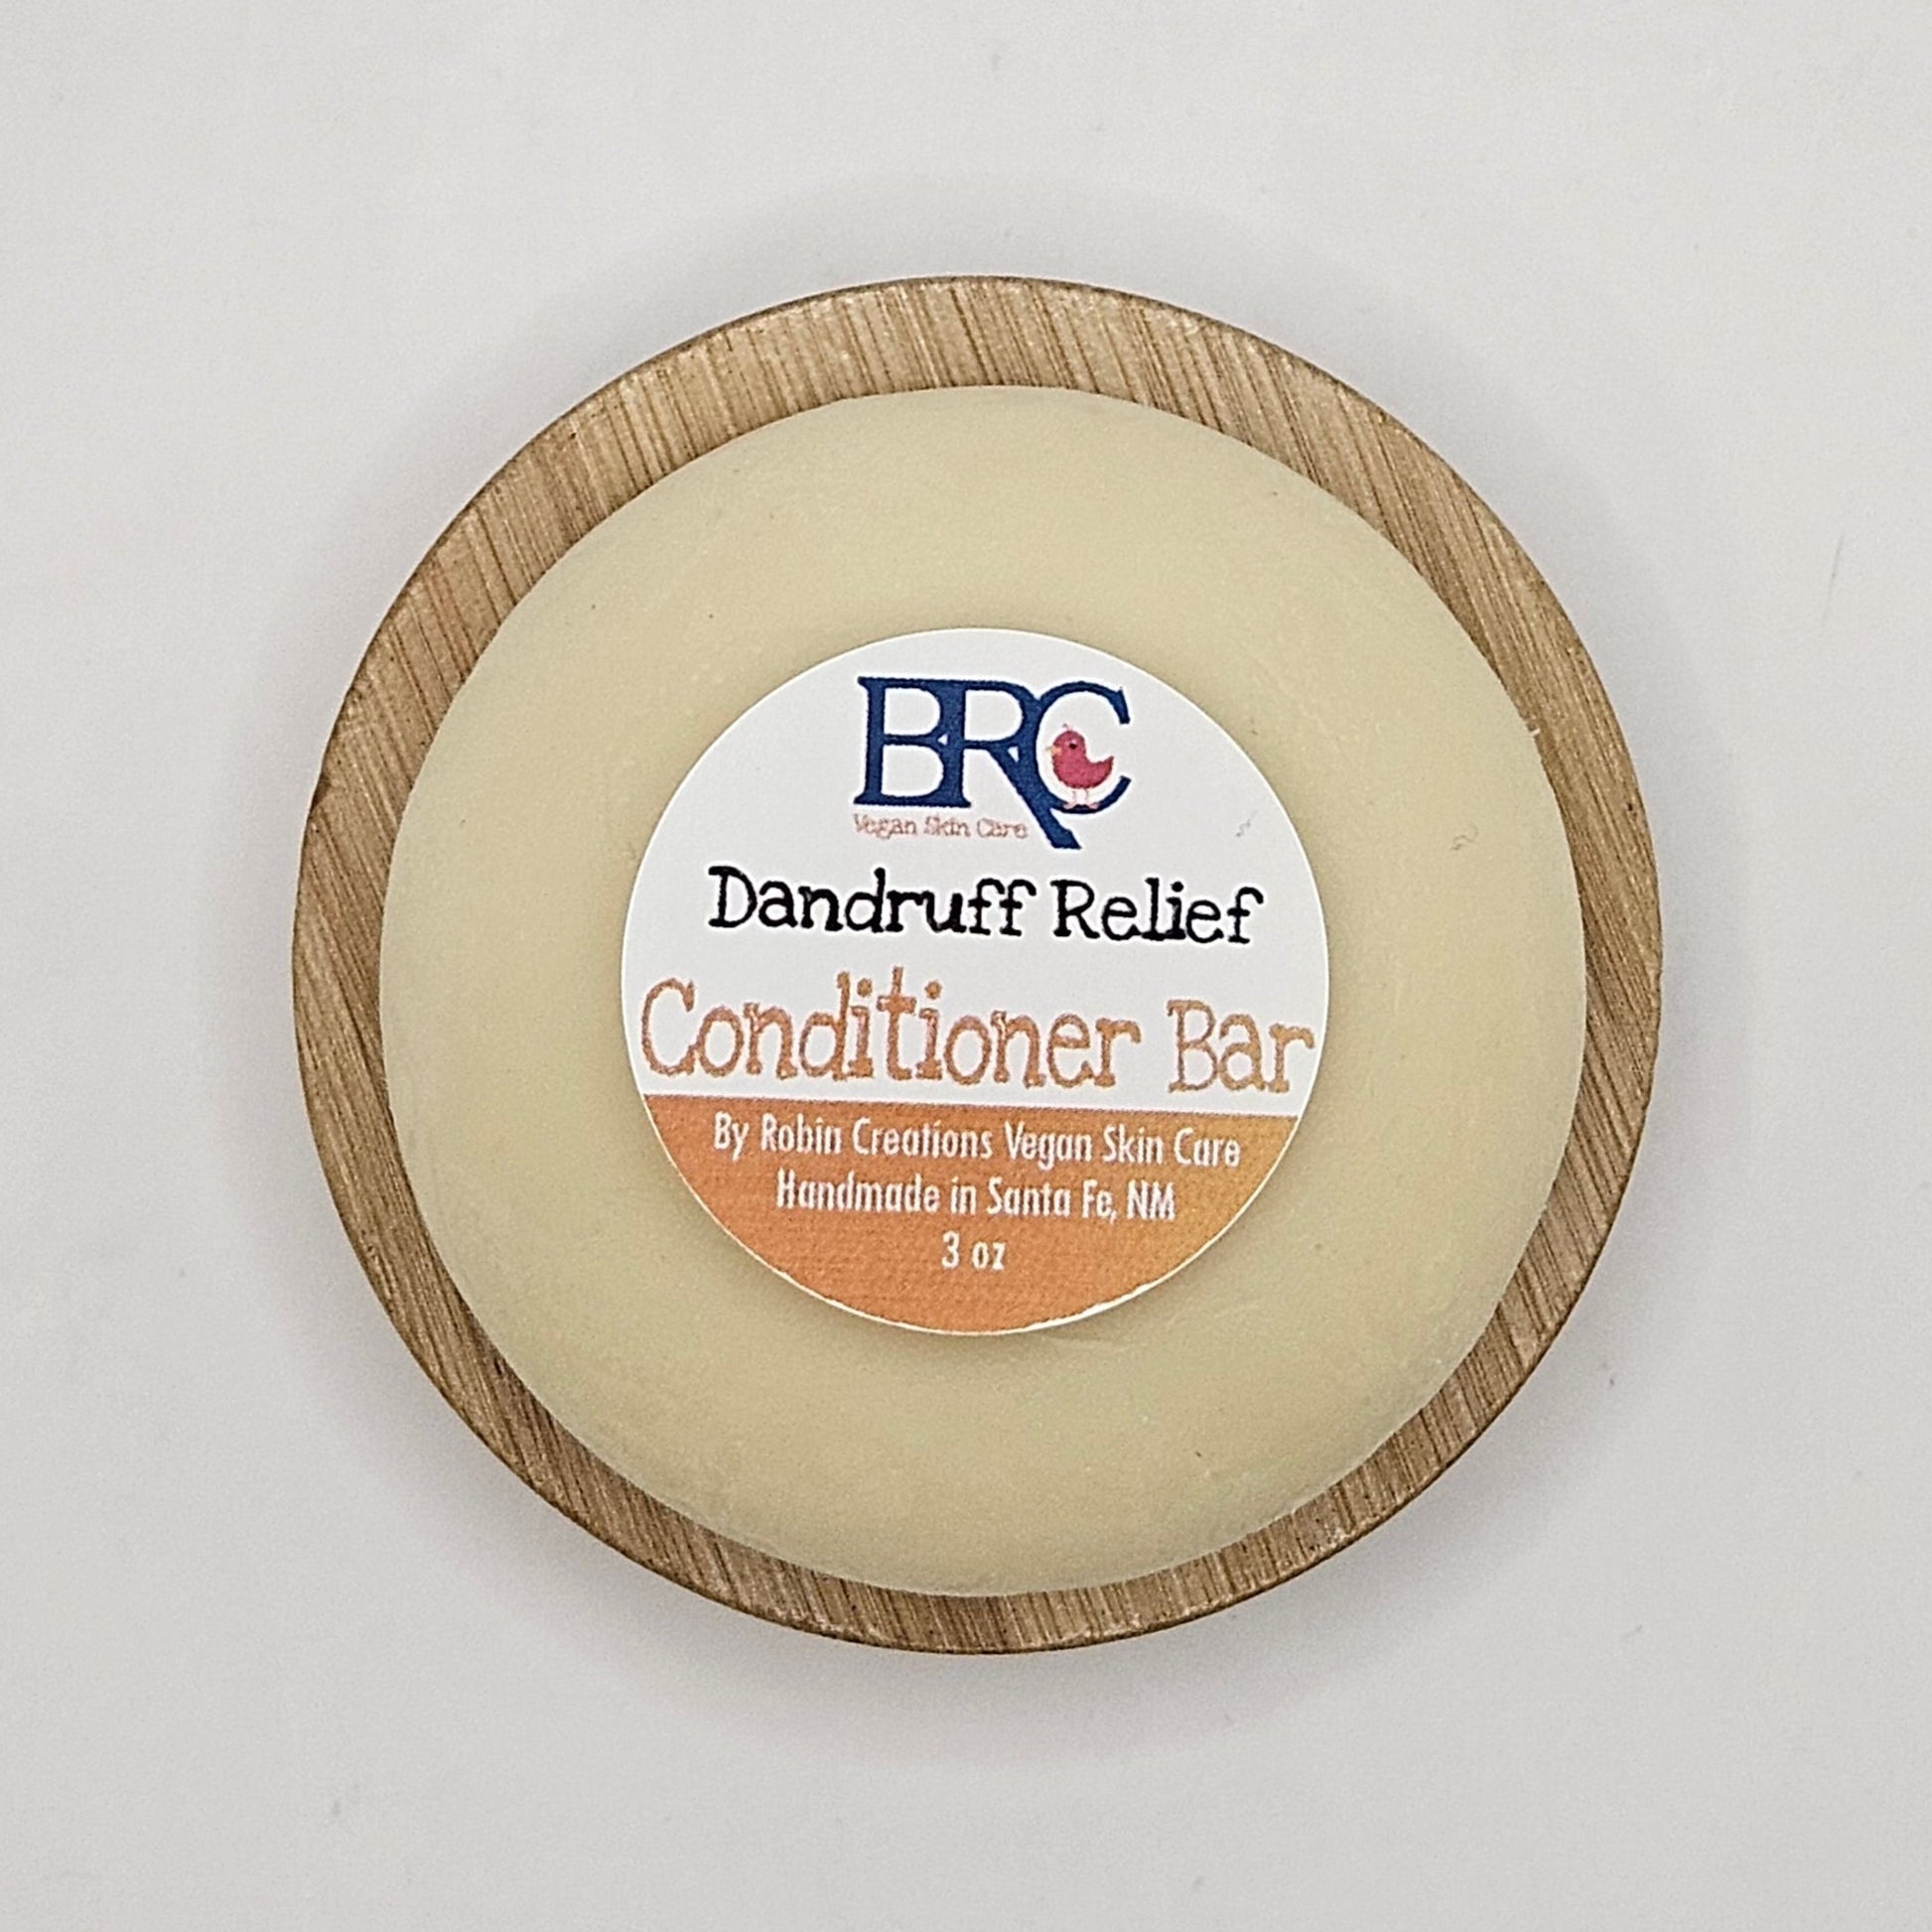 BRC
Vegan Skin Care
Dandruff Relief
Conditioner Bar
By Robin Creations Vegan Skin Care
Handmade in Santa Fe, NM
3 oz